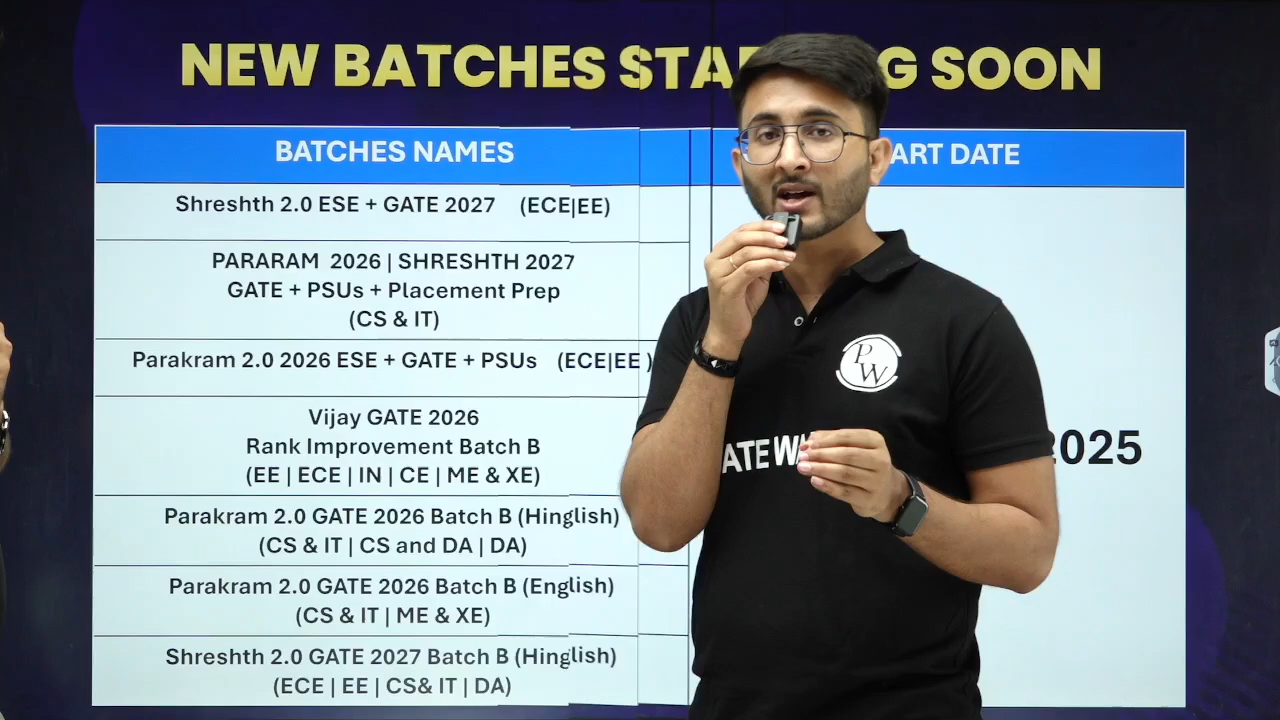 NEW BATCHES STA G SOON
BATCHES NAMES
ART DATE
Shreshth 2.0 ESE + GATE 2027 (ECE|EE)
PARARAM 2026 | SHRESHTH 2027
GATE + PSUs + Placement Prep
(CS & IT)
Parakram 2.0 2026 ESE + GATE + PSUs (ECE|EE )
Vijay GATE 2026
Rank Improvement Batch B
(EE | ECE | IN | CE | ME & XE)
Parakram 2.0 GATE 2026 Batch B (Hinglish)
(CS & IT | CS and DA | DA)
Parakram 2.0 GATE 2026 Batch B (English)
(CS & IT | ME & XE)
Shreshth 2.0 GATE 2027 Batch B (Hinglish)
(ECE | EE | CS& IT | DA)
2025
PW
ATE W